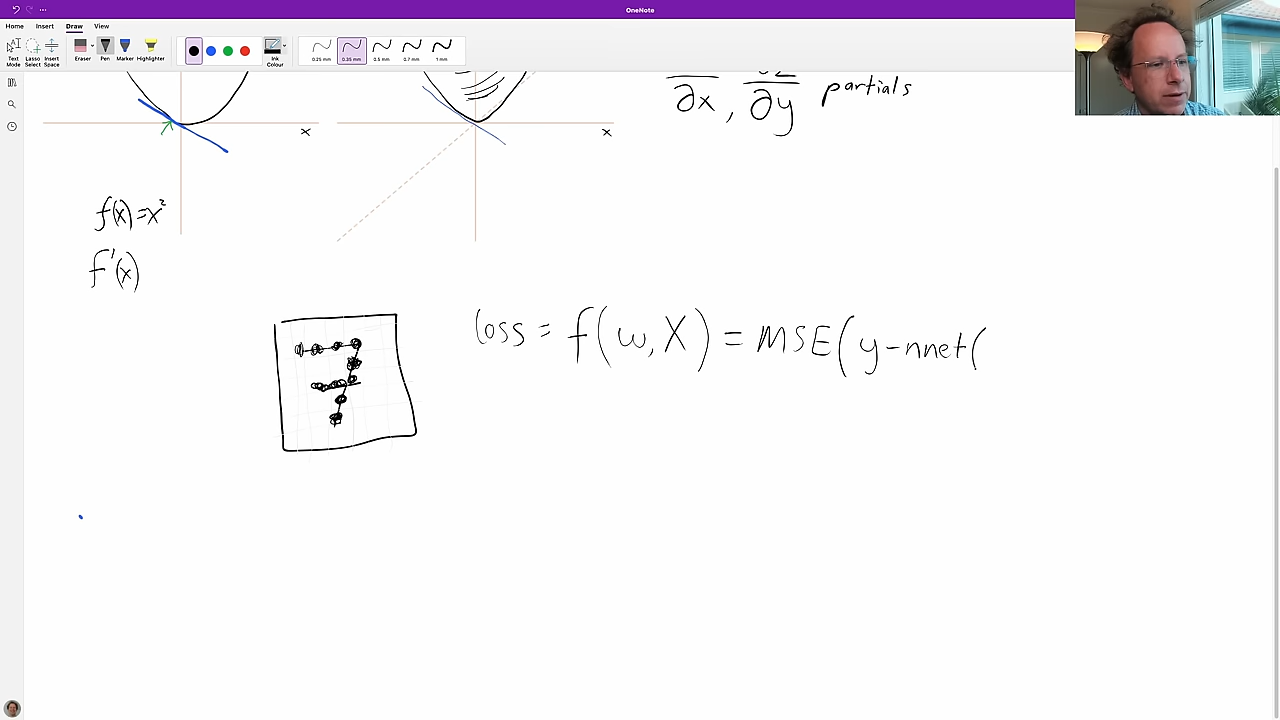 OneNote
Home Insert Draw View
Text Mode
Lasso Select
Insert Space
Eraser
Pen
Marker
Highlighter
Ink Colour
0.25 mm
0.35 mm
0.5 mm
0.7 mm
1 mm
∂x , ∂y partials
x
x
f(x)=x²
f'(x)
loss = f(w,X) = MSE(y-nnet(